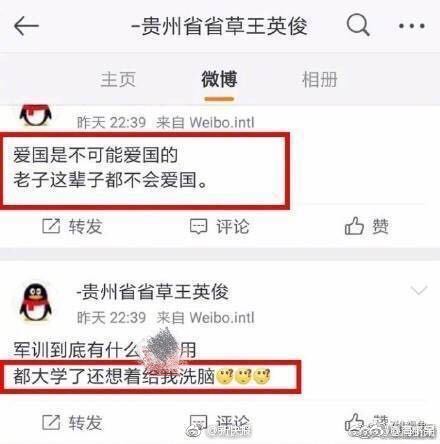 -贵州省省草王英俊
主页 微博 相册
昨天 22:39 来自 Weibo.intl
爱国是不可能爱国的
老子这辈子都不会爱国。
转发 评论 赞
-贵州省省草王英俊
昨天 22:39 来自 Weibo.intl
军训到底有什么 用
都大学了还想着给我洗脑
转发 评论 赞